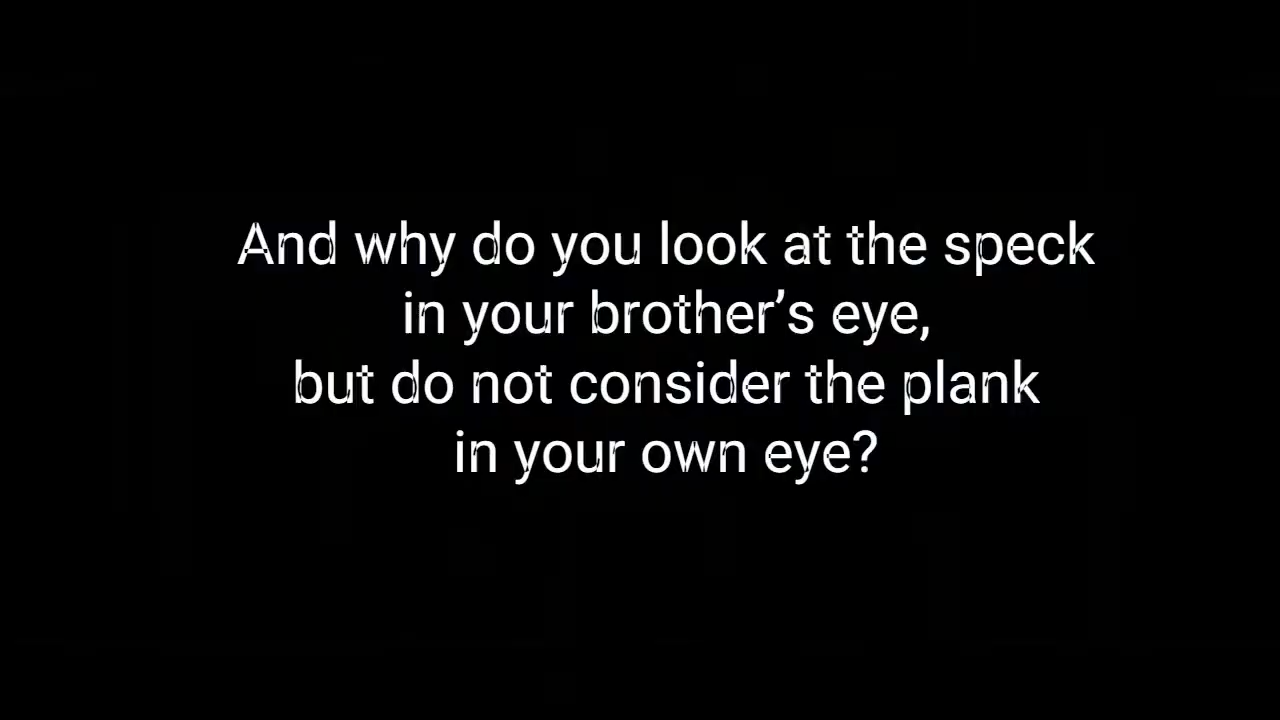 And why do you look at the speck
in your brother’s eye,
but do not consider the plank
in your own eye?